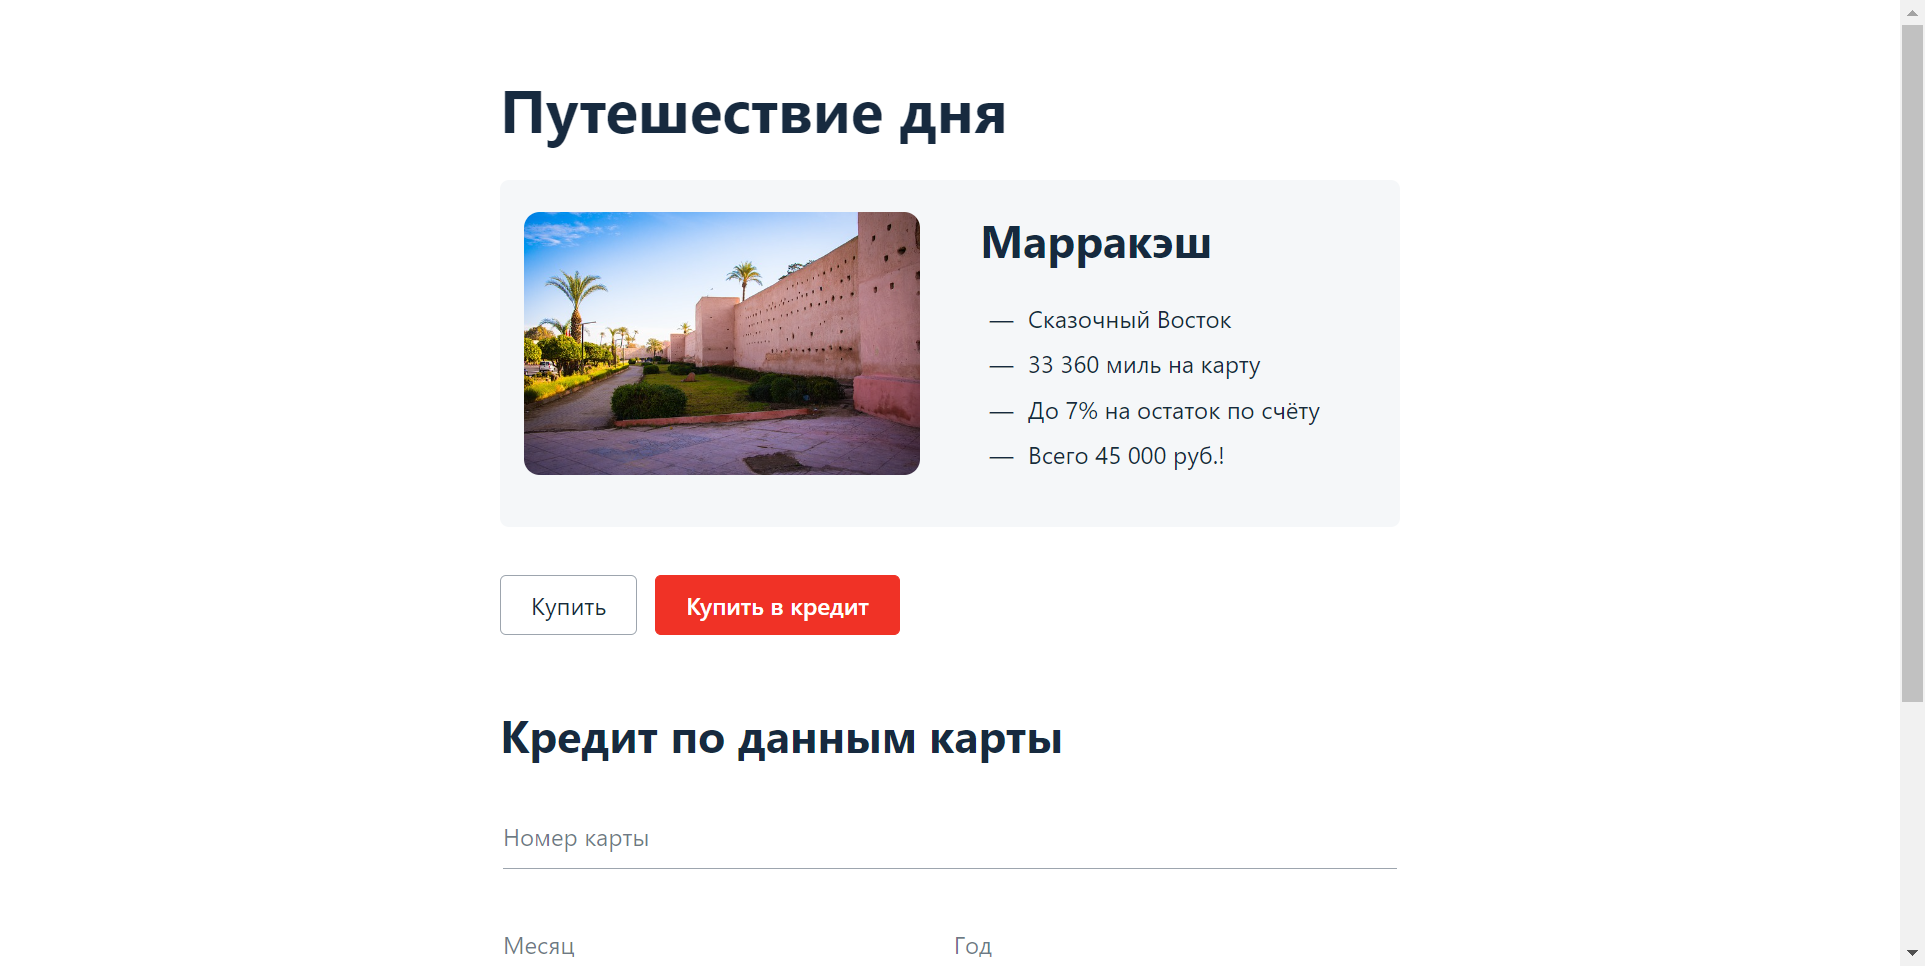 Путешествие дня
Марракэш
— Сказочный Восток
— 33 360 миль на карту
— До 7% на остаток по счёту
— Всего 45 000 руб.!
Купить Купить в кредит
Кредит по данным карты
Номер карты
Месяц Год